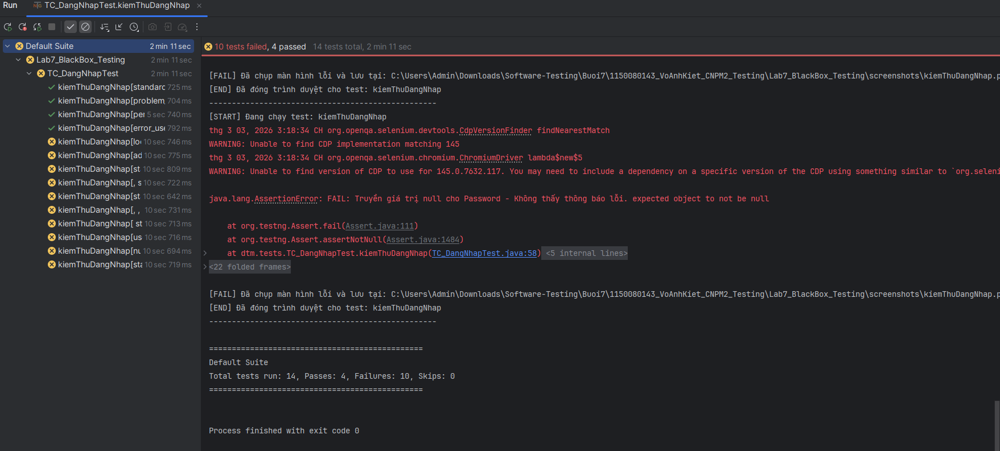 Run TC_DangNhapTest.kiemThuDangNhap
Default Suite 2 min 11 sec
Lab7_BlackBox_Testing 2 min 11 sec
TC_DangNhapTest 2 min 11 sec
kiemThuDangNhap[standarc 725 ms
kiemThuDangNhap[problem_ 704 ms
kiemThuDangNhap[per 5 sec 740 ms
kiemThuDangNhap[error_use 792 ms
kiemThuDangNhap[loc 10 sec 746 ms
kiemThuDangNhap[ad 10 sec 775 ms
kiemThuDangNhap[st 10 sec 809 ms
kiemThuDangNhap[, s 10 sec 722 ms
kiemThuDangNhap[st 10 sec 642 ms
kiemThuDangNhap[, , 10 sec 731 ms
kiemThuDangNhap[ st 10 sec 713 ms
kiemThuDangNhap[us 10 sec 716 ms
kiemThuDangNhap[nu 10 sec 694 ms
kiemThuDangNhap[sta 10 sec 719 ms
10 tests failed, 4 passed 14 tests total, 2 min 11 sec
[FAIL] Đã chụp màn hình lỗi và lưu tại: C:\Users\Admin\Downloads\Software-Testing\Buoi7\1150080143_VoAnhKiet_CNPM2_Testing\Lab7_BlackBox_Testing\screenshots\kiemThuDangNhap.p
[END] Đã đóng trình duyệt cho test: kiemThuDangNhap
--------------------------------------------------
[START] Đang chạy test: kiemThuDangNhap
thg 3 03, 2026 3:18:34 CH org.openqa.selenium.devtools.CdpVersionFinder findNearestMatch
WARNING: Unable to find CDP implementation matching 145
thg 3 03, 2026 3:18:34 CH org.openqa.selenium.chromium.ChromiumDriver lambda$new$5
WARNING: Unable to find version of CDP to use for 145.0.7632.117. You may need to include a dependency on a specific version of the CDP using something similar to `org.seleni
java.lang.AssertionError: FAIL: Truyền giá trị null cho Password - Không thấy thông báo lỗi. expected object to not be null
at org.testng.Assert.fail(Assert.java:111)
at org.testng.Assert.assertNotNull(Assert.java:1484)
at dtm.tests.TC_DangNhapTest.kiemThuDangNhap(TC_DangNhapTest.java:58) <5 internal lines>
<22 folded frames>
[FAIL] Đã chụp màn hình lỗi và lưu tại: C:\Users\Admin\Downloads\Software-Testing\Buoi7\1150080143_VoAnhKiet_CNPM2_Testing\Lab7_BlackBox_Testing\screenshots\kiemThuDangNhap.p
[END] Đã đóng trình duyệt cho test: kiemThuDangNhap
--------------------------------------------------
===============================================
Default Suite
Total tests run: 14, Passes: 4, Failures: 10, Skips: 0
===============================================
Process finished with exit code 0